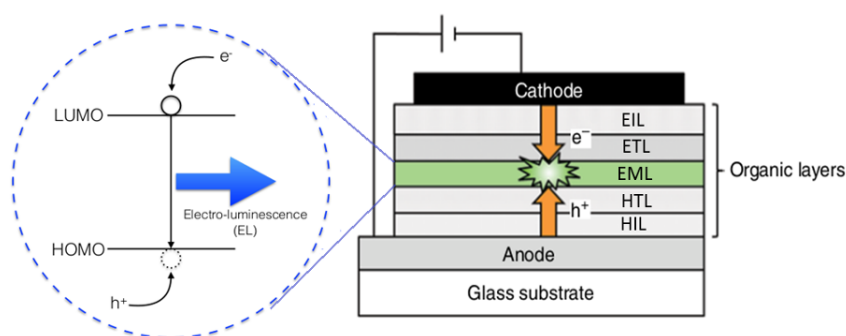 e-
LUMO
Electro-luminescence
(EL)
HOMO
h+
Cathode
EIL
e−
ETL
EML
Organic layers
HTL
h+
HIL
Anode
Glass substrate